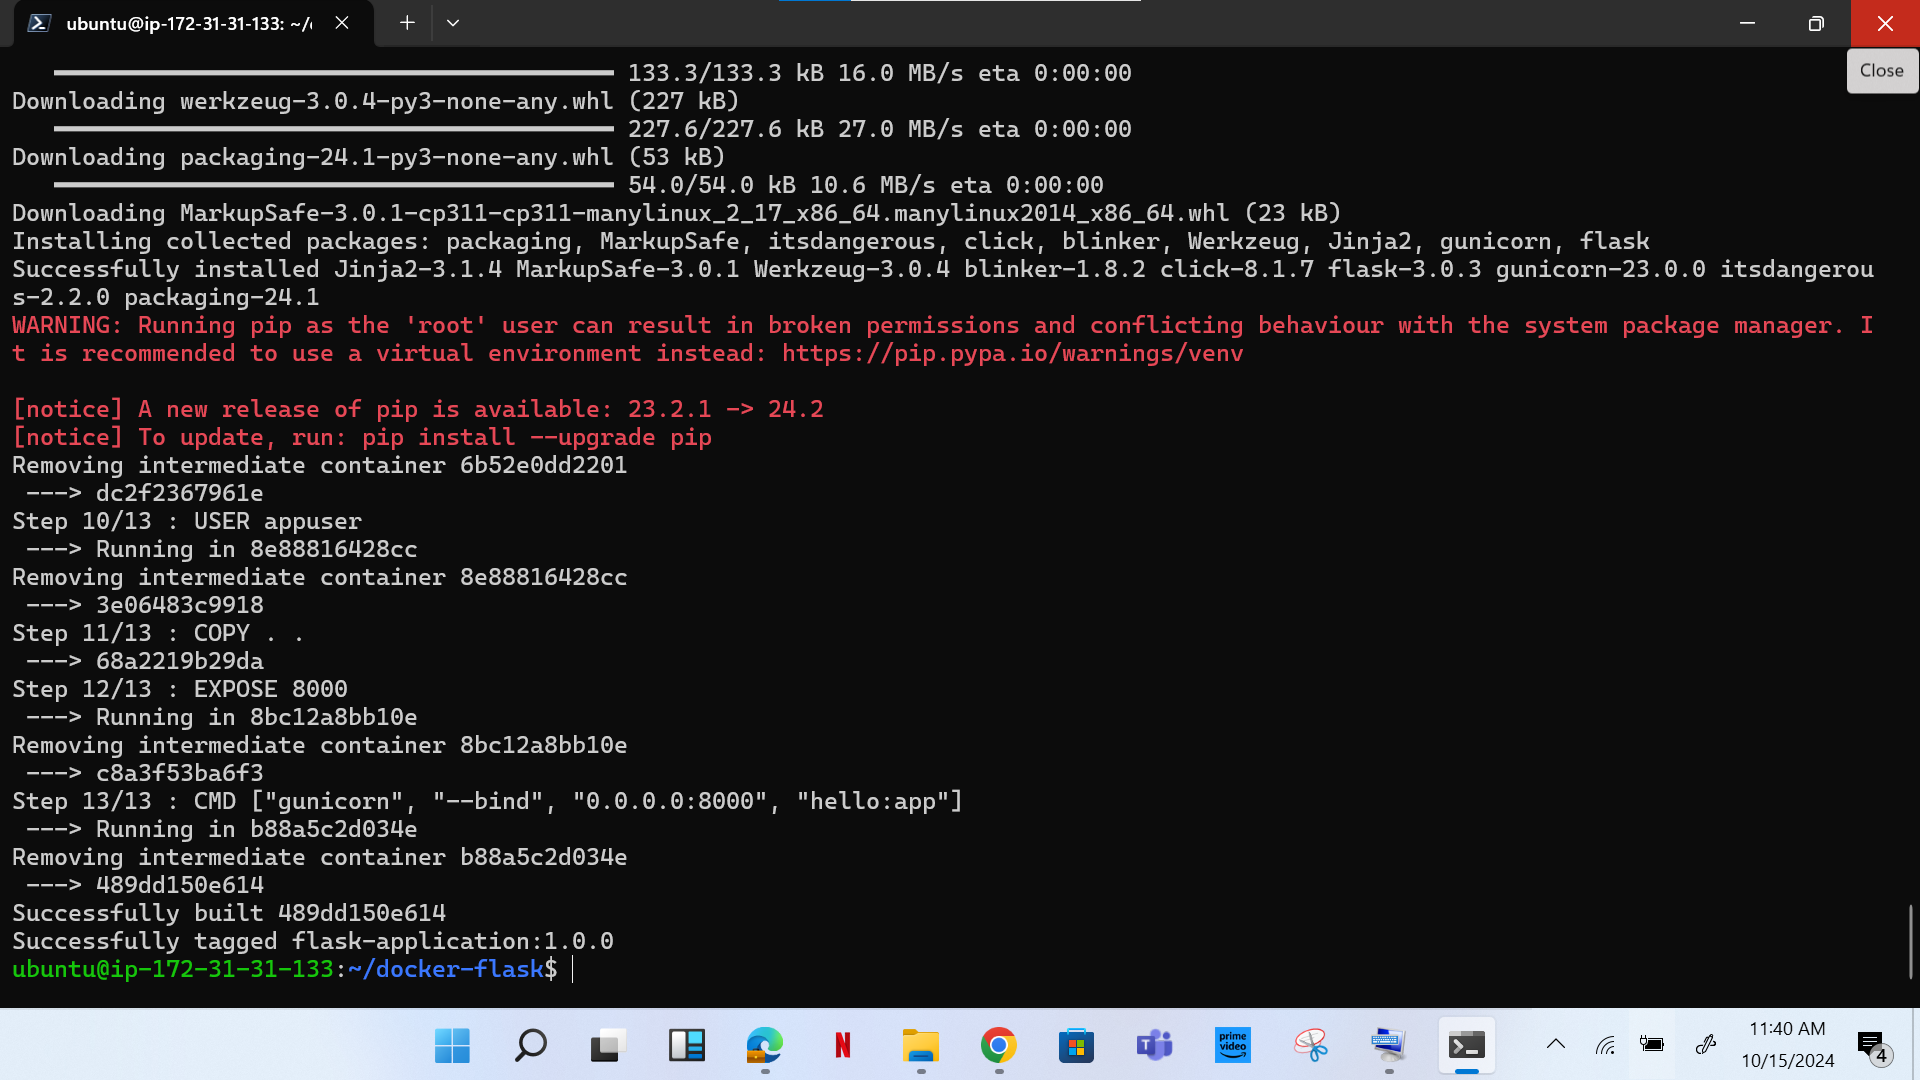 ubuntu@ip-172-31-31-133: ~/
Close
133.3/133.3 kB 16.0 MB/s eta 0:00:00
Downloading werkzeug-3.0.4-py3-none-any.whl (227 kB)
227.6/227.6 kB 27.0 MB/s eta 0:00:00
Downloading packaging-24.1-py3-none-any.whl (53 kB)
54.0/54.0 kB 10.6 MB/s eta 0:00:00
Downloading MarkupSafe-3.0.1-cp311-cp311-manylinux_2_17_x86_64.manylinux2014_x86_64.whl (23 kB)
Installing collected packages: packaging, MarkupSafe, itsdangerous, click, blinker, Werkzeug, Jinja2, gunicorn, flask
Successfully installed Jinja2-3.1.4 MarkupSafe-3.0.1 Werkzeug-3.0.4 blinker-1.8.2 click-8.1.7 flask-3.0.3 gunicorn-23.0.0 itsdangerou
s-2.2.0 packaging-24.1
WARNING: Running pip as the 'root' user can result in broken permissions and conflicting behaviour with the system package manager. I
t is recommended to use a virtual environment instead: https://pip.pypa.io/warnings/venv
[notice] A new release of pip is available: 23.2.1 -> 24.2
[notice] To update, run: pip install --upgrade pip
Removing intermediate container 6b52e0dd2201
 ---> dc2f2367961e
Step 10/13 : USER appuser
 ---> Running in 8e88816428cc
Removing intermediate container 8e88816428cc
 ---> 3e06483c9918
Step 11/13 : COPY . .
 ---> 68a2219b29da
Step 12/13 : EXPOSE 8000
 ---> Running in 8bc12a8bb10e
Removing intermediate container 8bc12a8bb10e
 ---> c8a3f53ba6f3
Step 13/13 : CMD ["gunicorn", "--bind", "0.0.0.0:8000", "hello:app"]
 ---> Running in b88a5c2d034e
Removing intermediate container b88a5c2d034e
 ---> 489dd150e614
Successfully built 489dd150e614
Successfully tagged flask-application:1.0.0
ubuntu@ip-172-31-31-133:~/docker-flask$
N
T
prime video
11:40 AM
10/15/2024
4